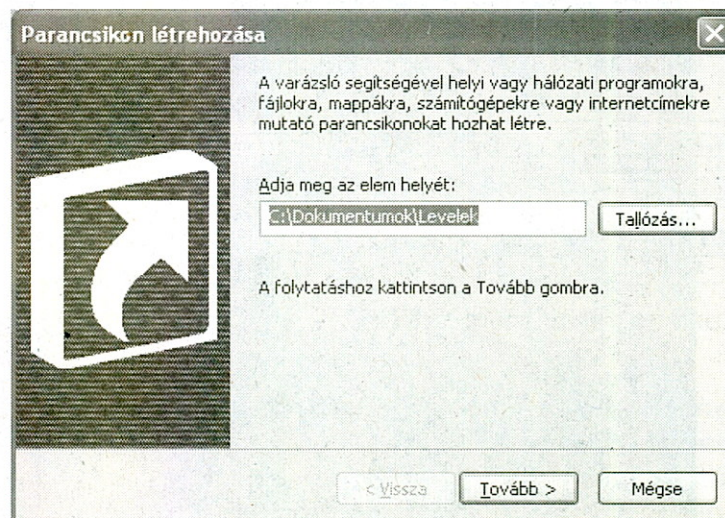 Parancsikon létrehozása
A varázsló segítségével helyi vagy hálózati programokra,
fájlokra, mappákra, számítógépekre vagy internetcímekre
mutató parancsikonokat hozhat létre.
Adja meg az elem helyét:
C:\Dokumentumok\Levelek
Tallózás...
A folytatáshoz kattintson a Tovább gombra.
< Vissza
Tovább >
Mégse